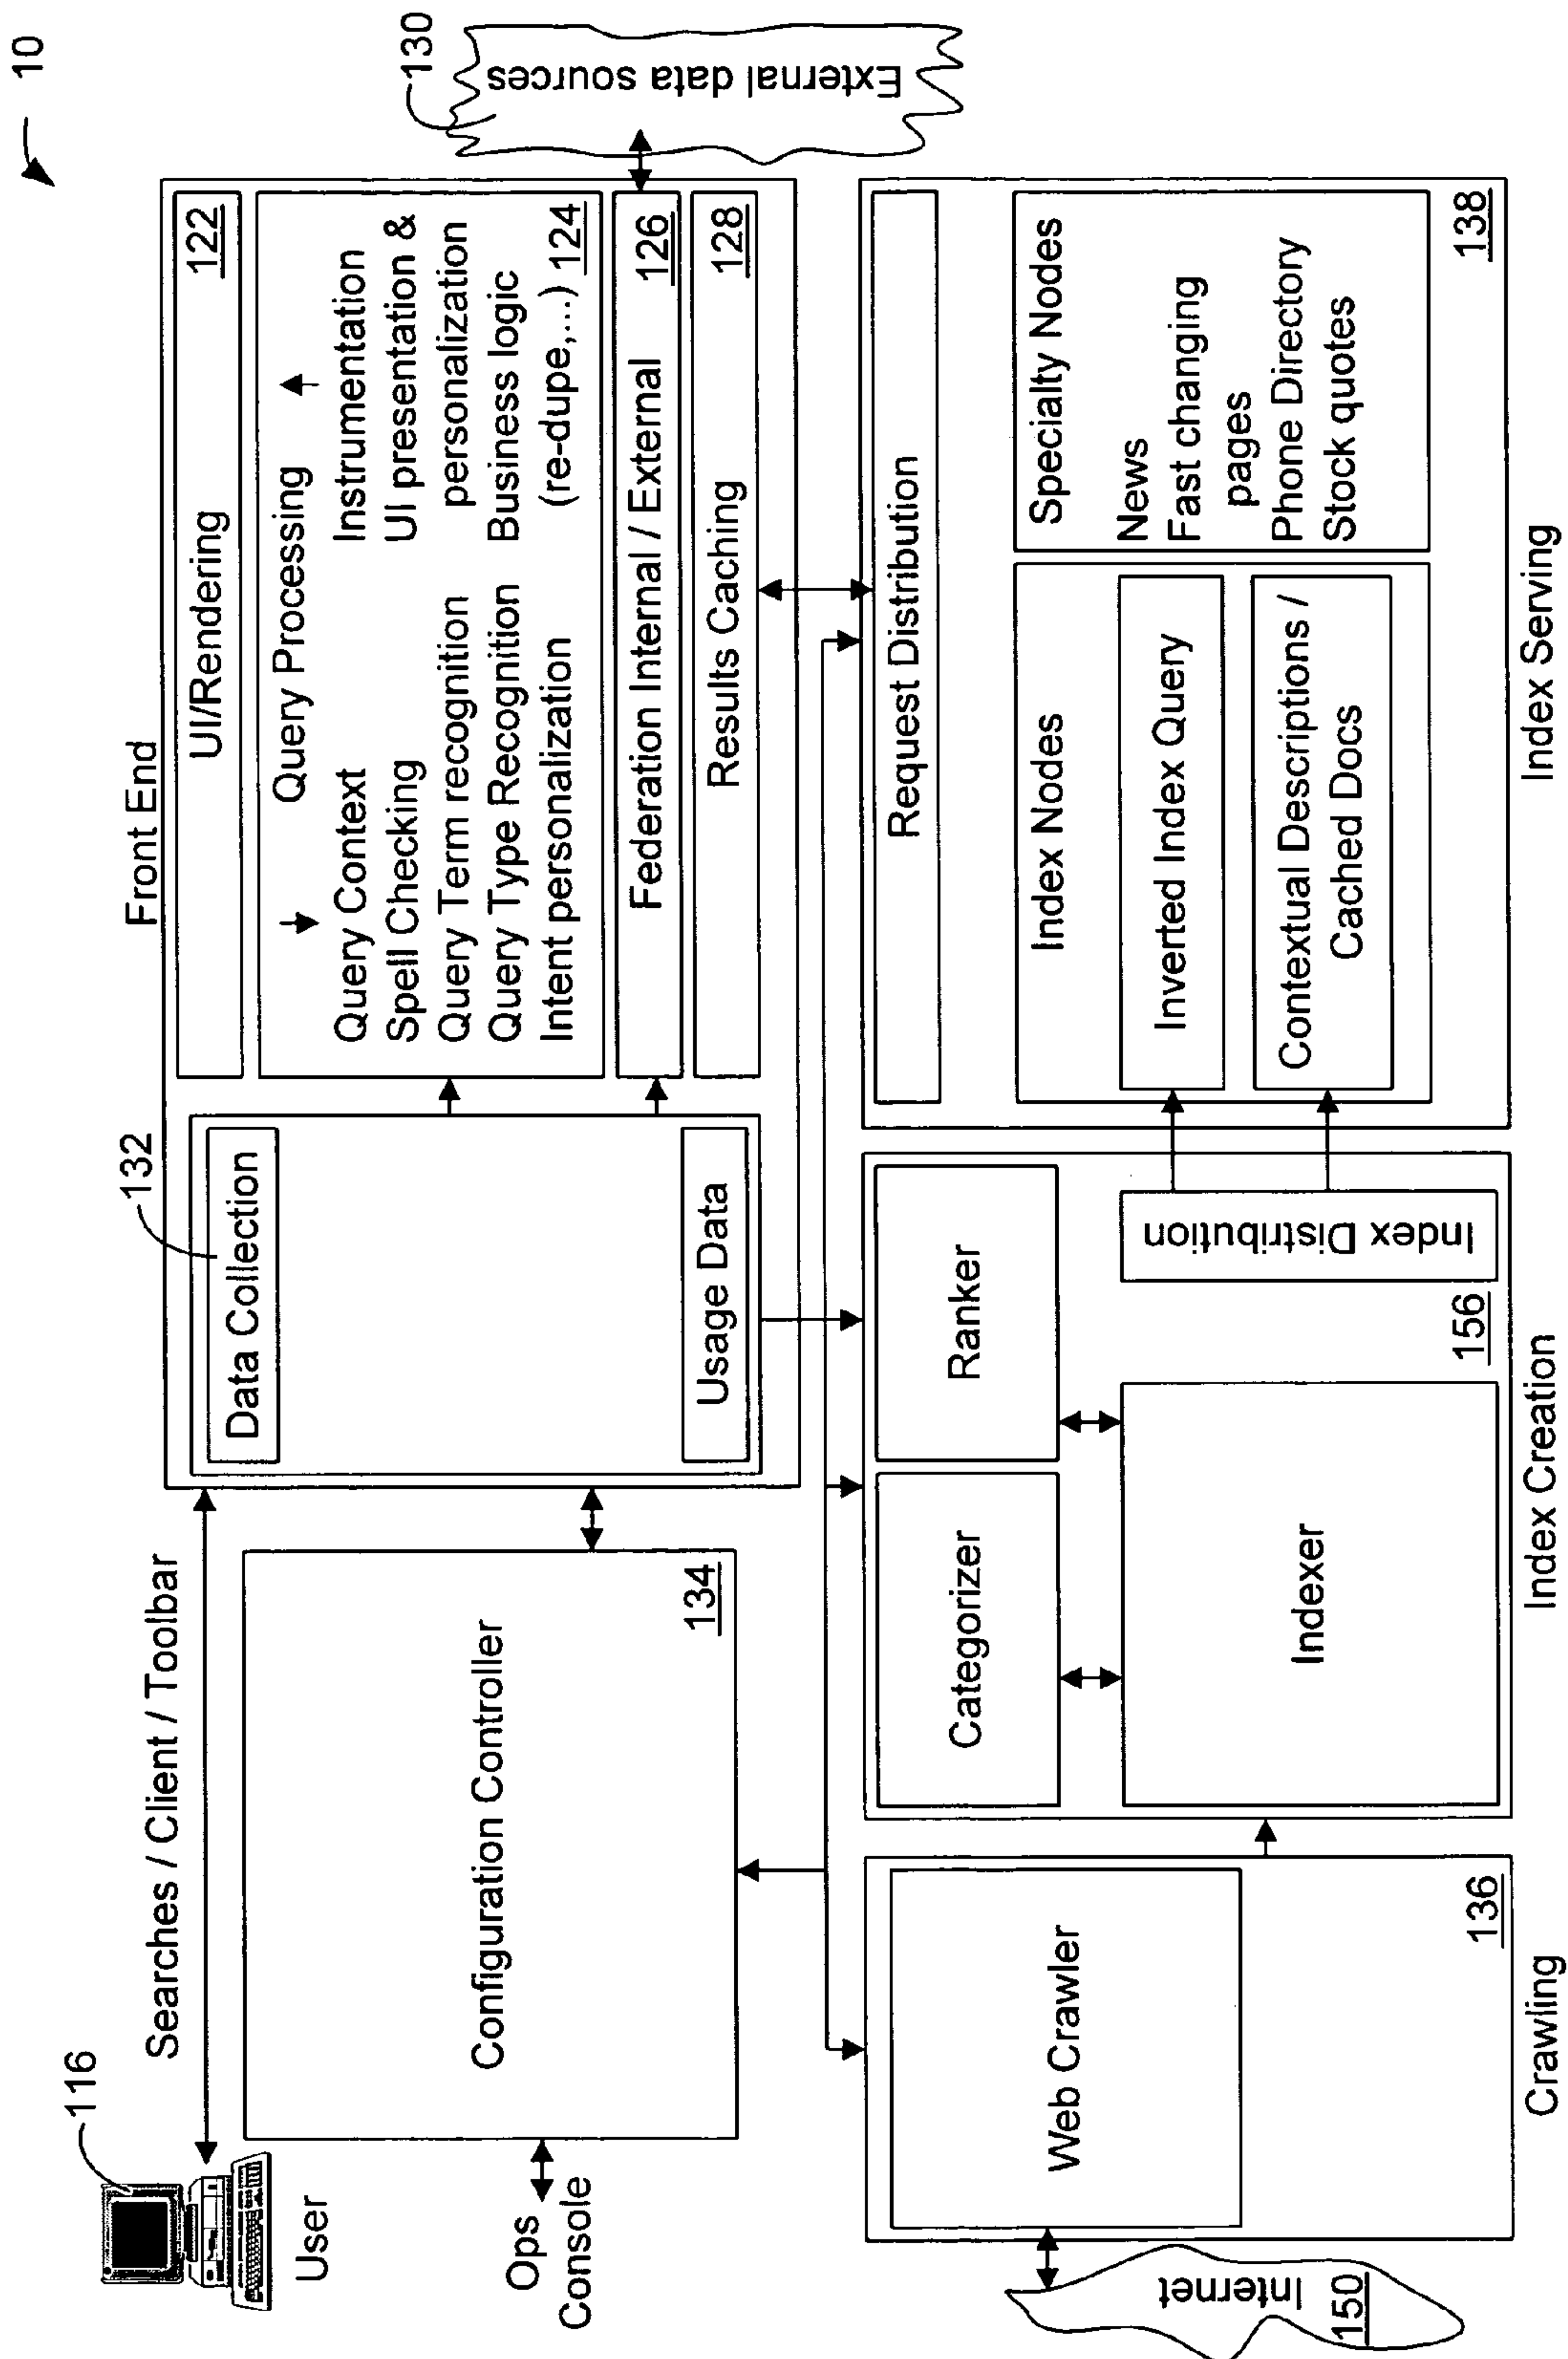 10
116
User
Searches / Client / Toolbar
Ops
Console
Configuration Controller
134
Front End
132
Data Collection
Usage Data
UI/Rendering
122
Query Processing
Query Context
Spell Checking
Query Term recognition
Query Type Recognition
Intent personalization
Instrumentation
UI presentation &
personalization
Business logic
(re-dupe,...)
124
Federation Internal / External
126
Results Caching
128
130
External data sources
Internet
150
Web Crawler
136
Crawling
Categorizer
Ranker
Indexer
Index Distribution
156
Index Creation
Request Distribution
Index Nodes
Inverted Index Query
Contextual Descriptions /
Cached Docs
Specialty Nodes
News
Fast changing
pages
Phone Directory
Stock quotes
138
Index Serving